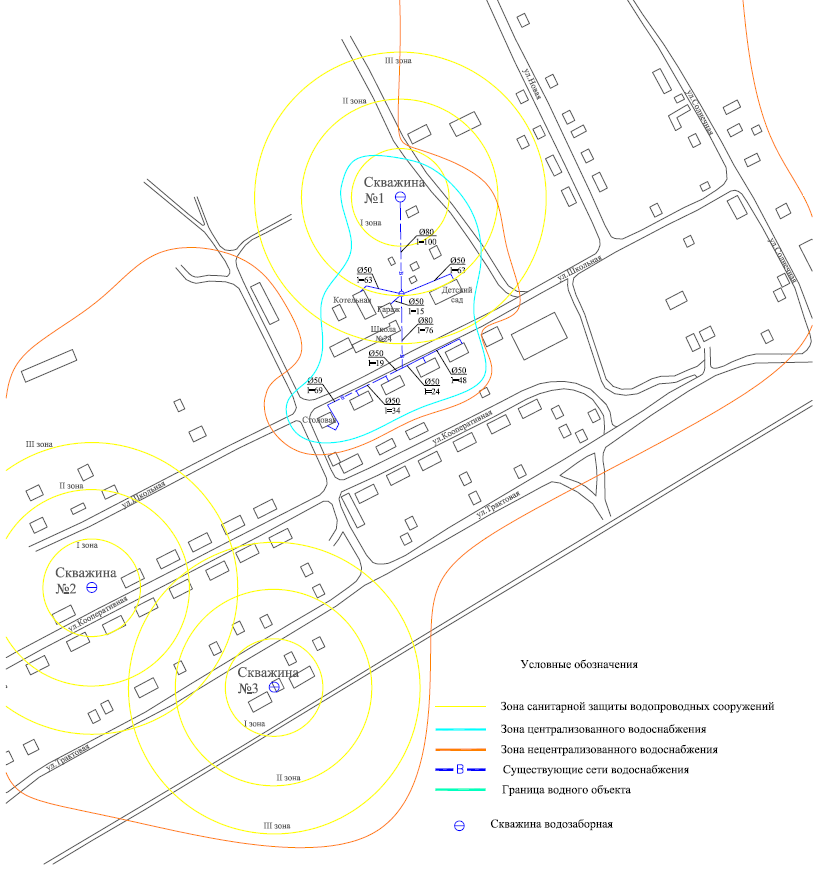 III зона
II зона
ул.Новая
ул.Солнечная
Скважина
№1
I зона
Ø80
l=100
Ø50
l=63
Ø50
l=63
ул.Солнечная
ул.Школьная
Котельная
Детский
сад
Гараж
Ø50
l=15
Школа
№24
Ø80
l=76
Ø50
l=19
Ø50
l=69
Ø50
l=48
Ø50
l=24
Ø50
l=34
Столовая
ул.Кооперативная
III зона
II зона
ул.Школьная
ул.Трактовая
I зона
Скважина
№2
ул.Кооперативная
Скважина
№3
I зона
ул.Трактовая
II зона
III зона
Условные обозначения
Зона санитарной защиты водопроводных сооружений
Зона централизованного водоснабжения
Зона нецентрализованного водоснабжения
В Существующие сети водоснабжения
Граница водного объекта
Скважина водозаборная